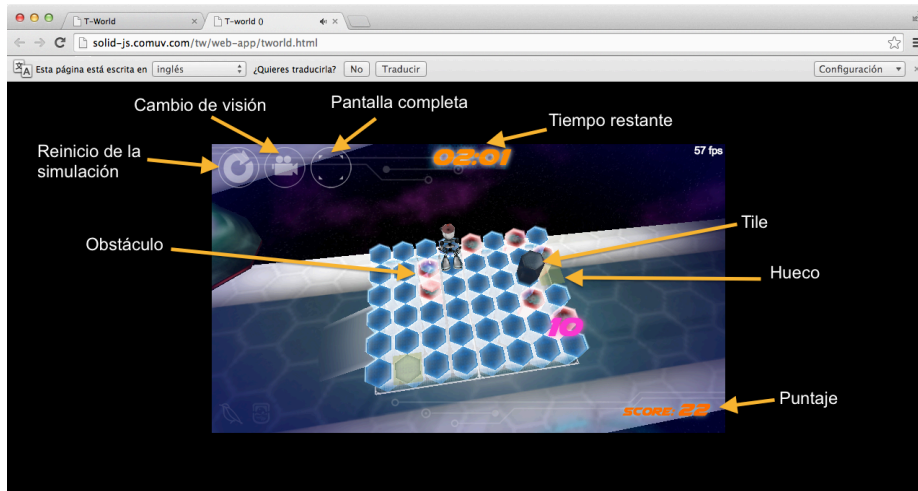 T-World
T-world ()
solid-js.comuv.com/tw/web-app/tworld.html
Esta página está escrita en inglés ¿Quieres traducirla? No Traducir Configuración
Cambio de visión
Pantalla completa
Tiempo restante
Reinicio de la
simulación
02:01
57 fps
Obstáculo
Tile
Hueco
10
Puntaje
SCORE: 22